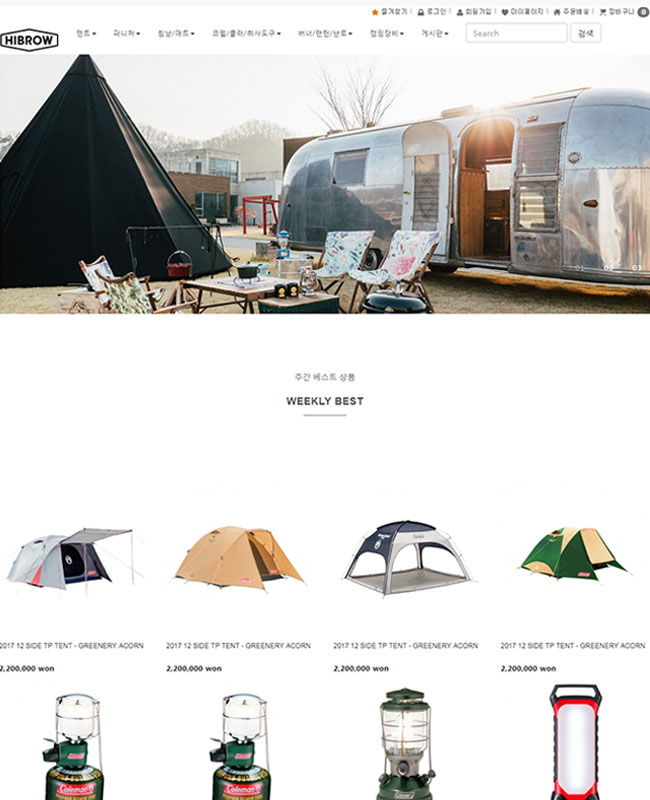 즐겨찾기 로그인 회원가입 마이페이지 주문배송 장바구니 0
HIBROW 텐트 퍼니처 침낭/매트 코펠/쿨러/취사도구 버너/랜턴/난로 캠핑장비 게시판 Search 검색
01 02 03
주간 베스트 상품
WEEKLY BEST
2017 12 SIDE TP TENT - GREENERY ACORN 2017 12 SIDE TP TENT - GREENERY ACORN 2017 12 SIDE TP TENT - GREENERY ACORN 2017 12 SIDE TP TENT - GREENERY ACORN
2,200,000 won 2,200,000 won 2,200,000 won 2,200,000 won
Coleman Coleman